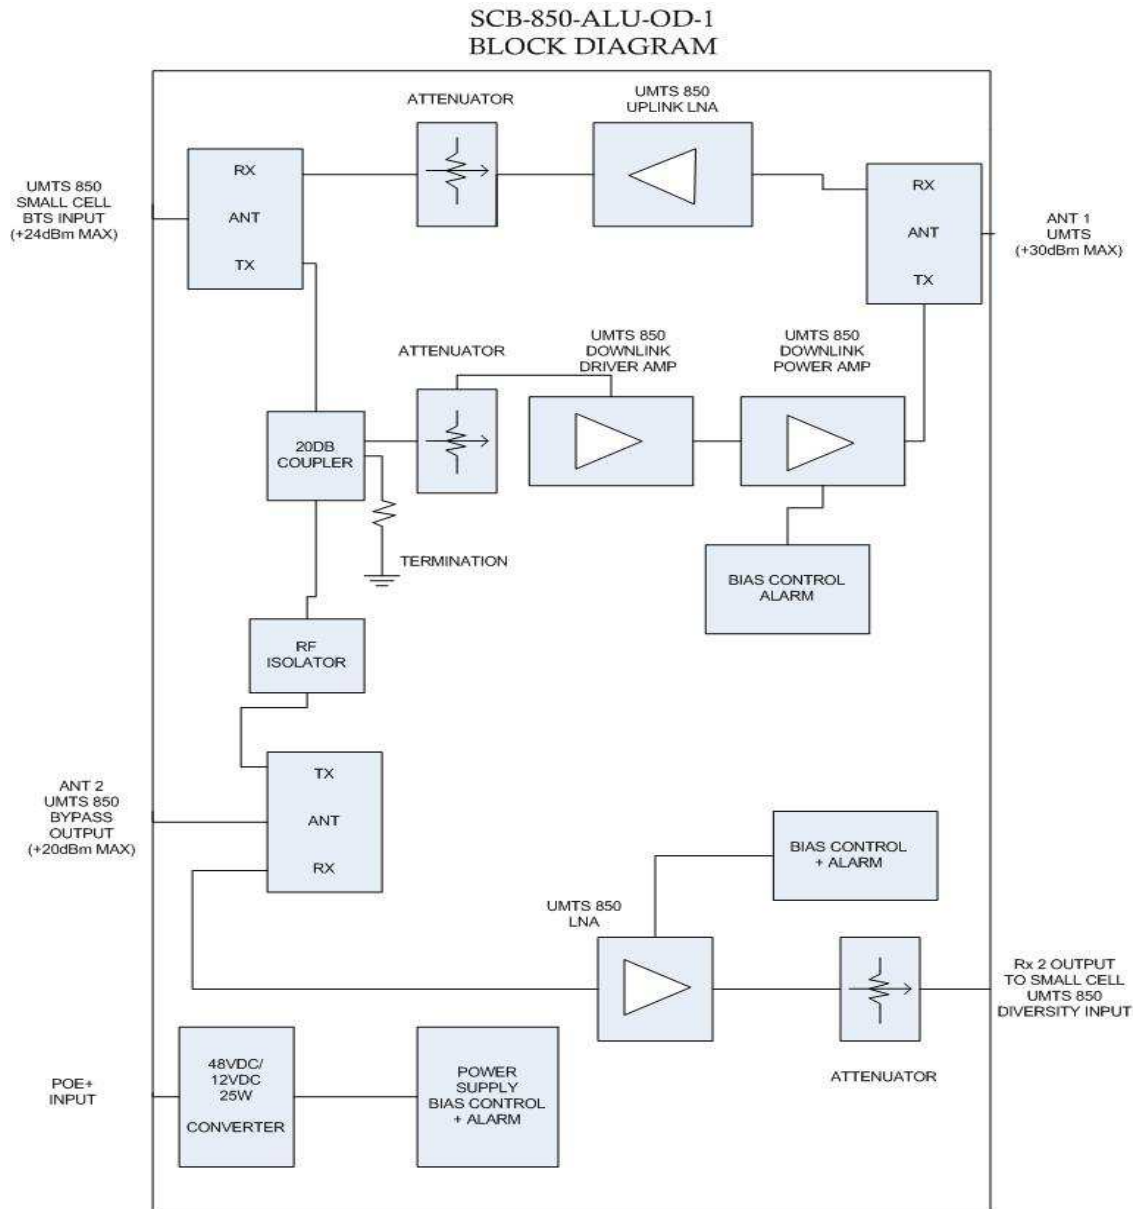 SCB-850-ALU-OD-1
BLOCK DIAGRAM
ATTENUATOR
UMTS 850
UPLINK LNA
UMTS 850
SMALL CELL
BTS INPUT
(+24dBm MAX)
RX
ANT
TX
RX
ANT
TX
ANT 1
UMTS
(+30dBm MAX)
ATTENUATOR
UMTS 850
DOWNLINK
DRIVER AMP
UMTS 850
DOWNLINK
POWER AMP
20DB
COUPLER
TERMINATION
BIAS CONTROL
ALARM
RF
ISOLATOR
ANT 2
UMTS 850
BYPASS
OUTPUT
(+20dBm MAX)
TX
ANT
RX
BIAS CONTROL
+ ALARM
UMTS 850
LNA
Rx 2 OUTPUT
TO SMALL CELL
UMTS 850
DIVERSITY INPUT
ATTENUATOR
POE+
INPUT
48VDC/
12VDC
25W
CONVERTER
POWER
SUPPLY
BIAS CONTROL
+ ALARM